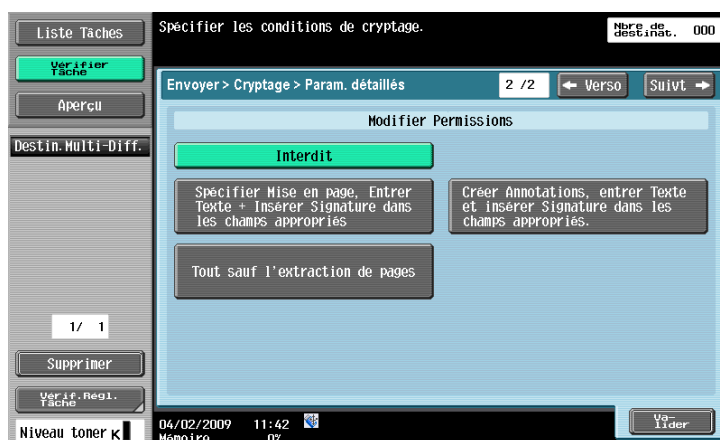 Liste Tâches
Spécifier les conditions de cryptage.
Nbre de
destinat. 000
Vérifier
Tâche
Aperçu
Envoyer > Cryptage > Param. détaillés
2 /2
← Verso
Suivt →
Modifier Permissions
Destin.Multi-Diff.
Interdit
Spécifier Mise en page, Entrer
Texte + Insérer Signature dans
les champs appropriés
Créer Annotations, entrer Texte
et insérer Signature dans les
champs appropriés.
Tout sauf l'extraction de pages
1/ 1
Supprimer
Vérif.Régl.
Tâche
Niveau toner K
04/02/2009 11:42
Mémoire 0%
Va-
lider